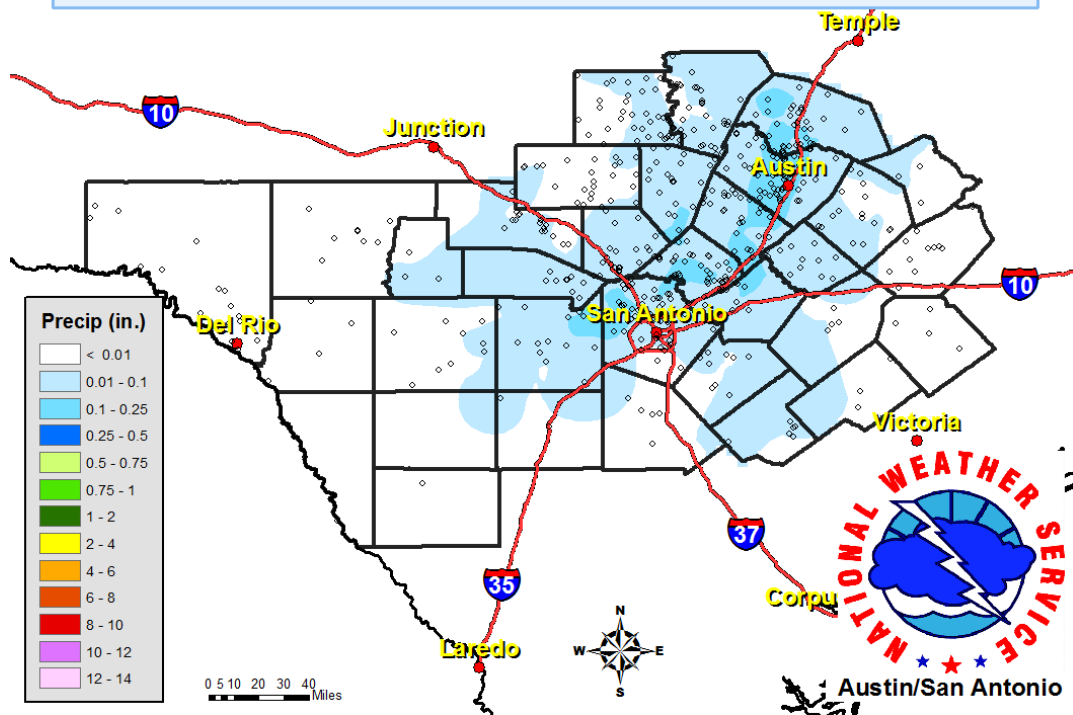 Temple
10
Junction
Austin
10
Precip (in.)
< 0.01
0.01 - 0.1
0.1 - 0.25
0.25 - 0.5
0.5 - 0.75
0.75 - 1
1 - 2
2 - 4
4 - 6
6 - 8
8 - 10
10 - 12
12 - 14
Del Rio
San Antonio
Victoria
37
35
Corpu
Laredo
N
W E
S
0 5 10 20 30 40
Miles
NATIONAL WEATHER SERVICE
Austin/San Antonio